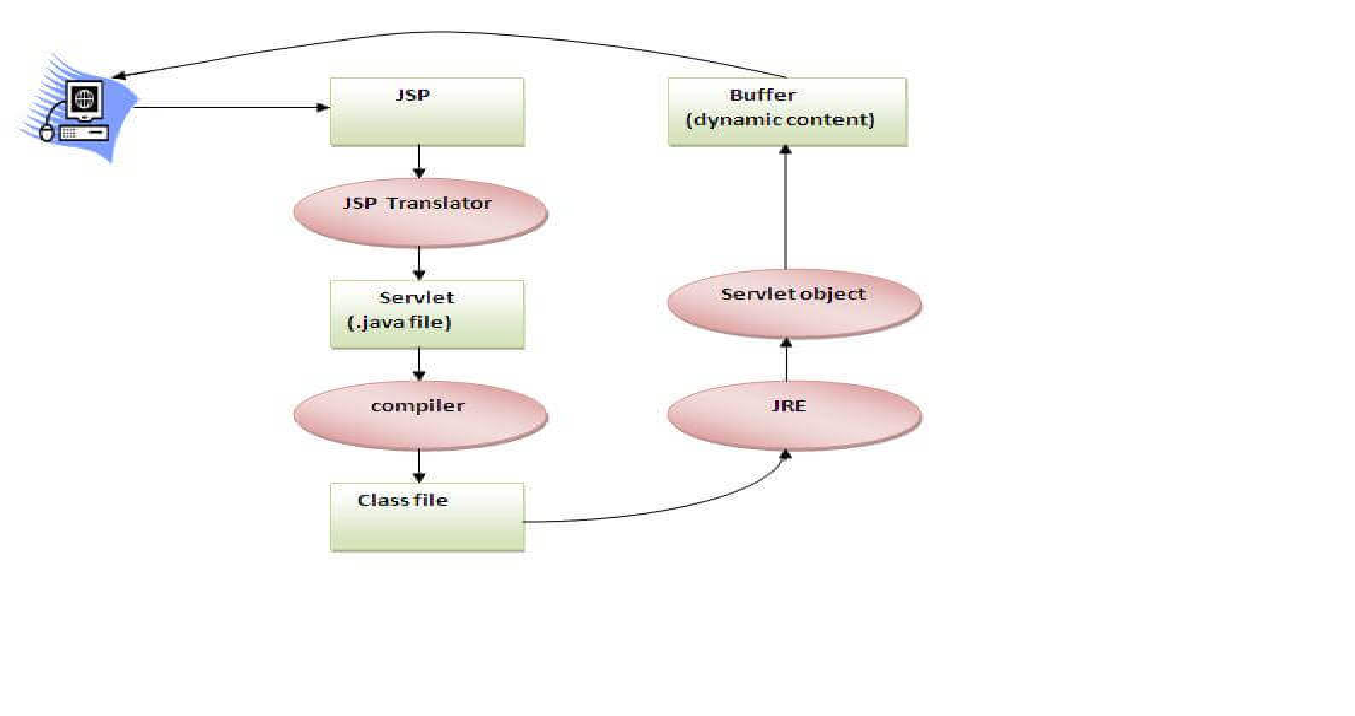 JSP
JSP Translator
Servlet
(.java file)
compiler
Class file
Buffer
(dynamic content)
Servlet object
JRE